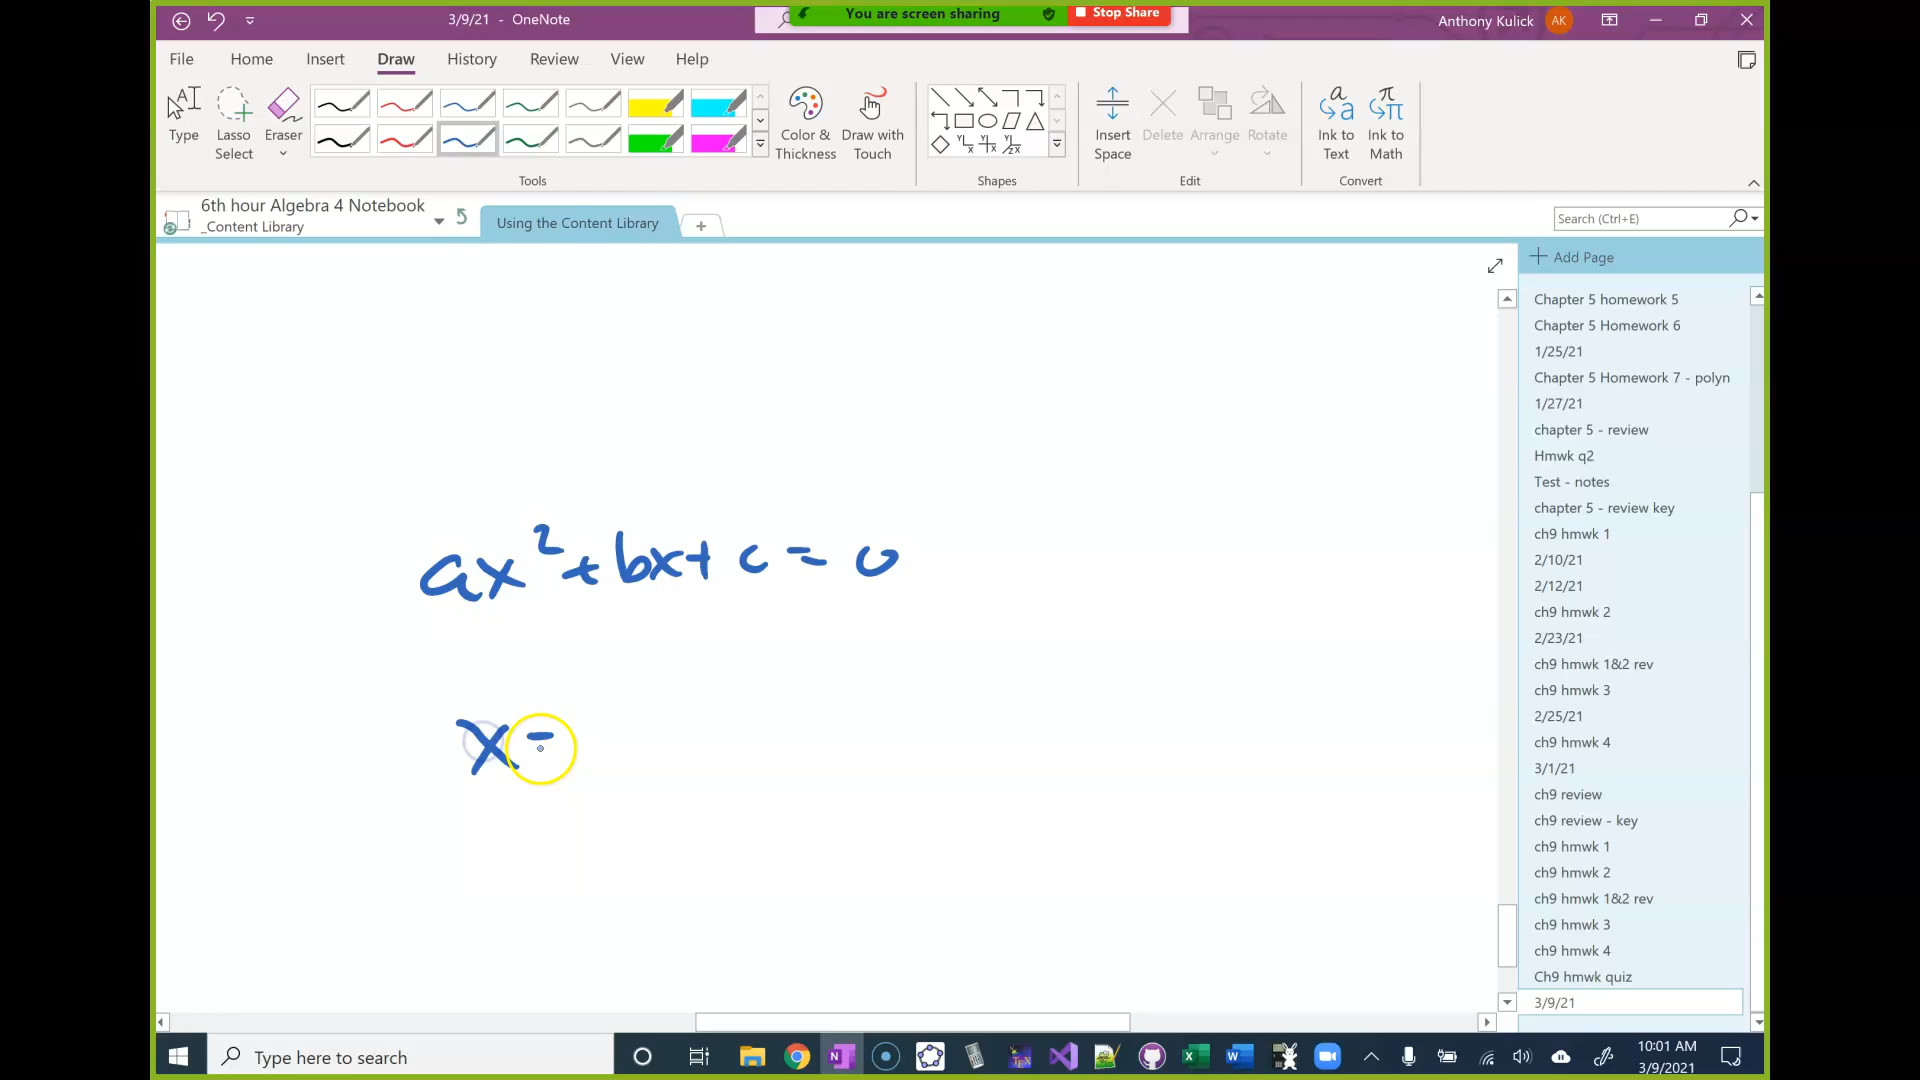 3/9/21 - OneNote
You are screen sharing
Stop Share
Anthony Kulick
AK
File
Home
Insert
Draw
History
Review
View
Help
Type
Lasso
Select
Eraser
Color &
Thickness
Draw with
Touch
Insert
Space
Delete
Arrange
Rotate
Ink to
Text
Ink to
Math
Tools
Shapes
Edit
Convert
6th hour Algebra 4 Notebook
_Content Library
Using the Content Library
Search (Ctrl+E)
Add Page
Chapter 5 homework 5
Chapter 5 Homework 6
1/25/21
Chapter 5 Homework 7 - polyn
1/27/21
chapter 5 - review
Hmwk q2
Test - notes
chapter 5 - review key
ch9 hmwk 1
2/10/21
2/12/21
ch9 hmwk 2
2/23/21
ch9 hmwk 1&2 rev
ch9 hmwk 3
2/25/21
ch9 hmwk 4
3/1/21
ch9 review
ch9 review - key
ch9 hmwk 1
ch9 hmwk 2
ch9 hmwk 1&2 rev
ch9 hmwk 3
ch9 hmwk 4
Ch9 hmwk quiz
3/9/21
ax² + bx + c = 0
x =
Type here to search
10:01 AM
3/9/2021